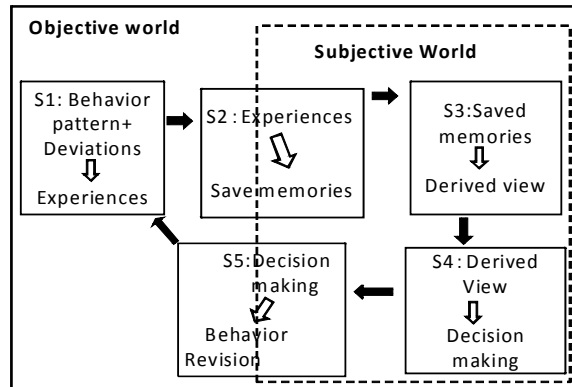 Objective world
Subjective World
S1: Behavior
pattern+
Deviations
Experiences
S2 : Experiences
Save memories
S3:Saved
memories
Derived view
S4 : Derived
View
Decision
making
S5:Decision
making
Behavior
Revision